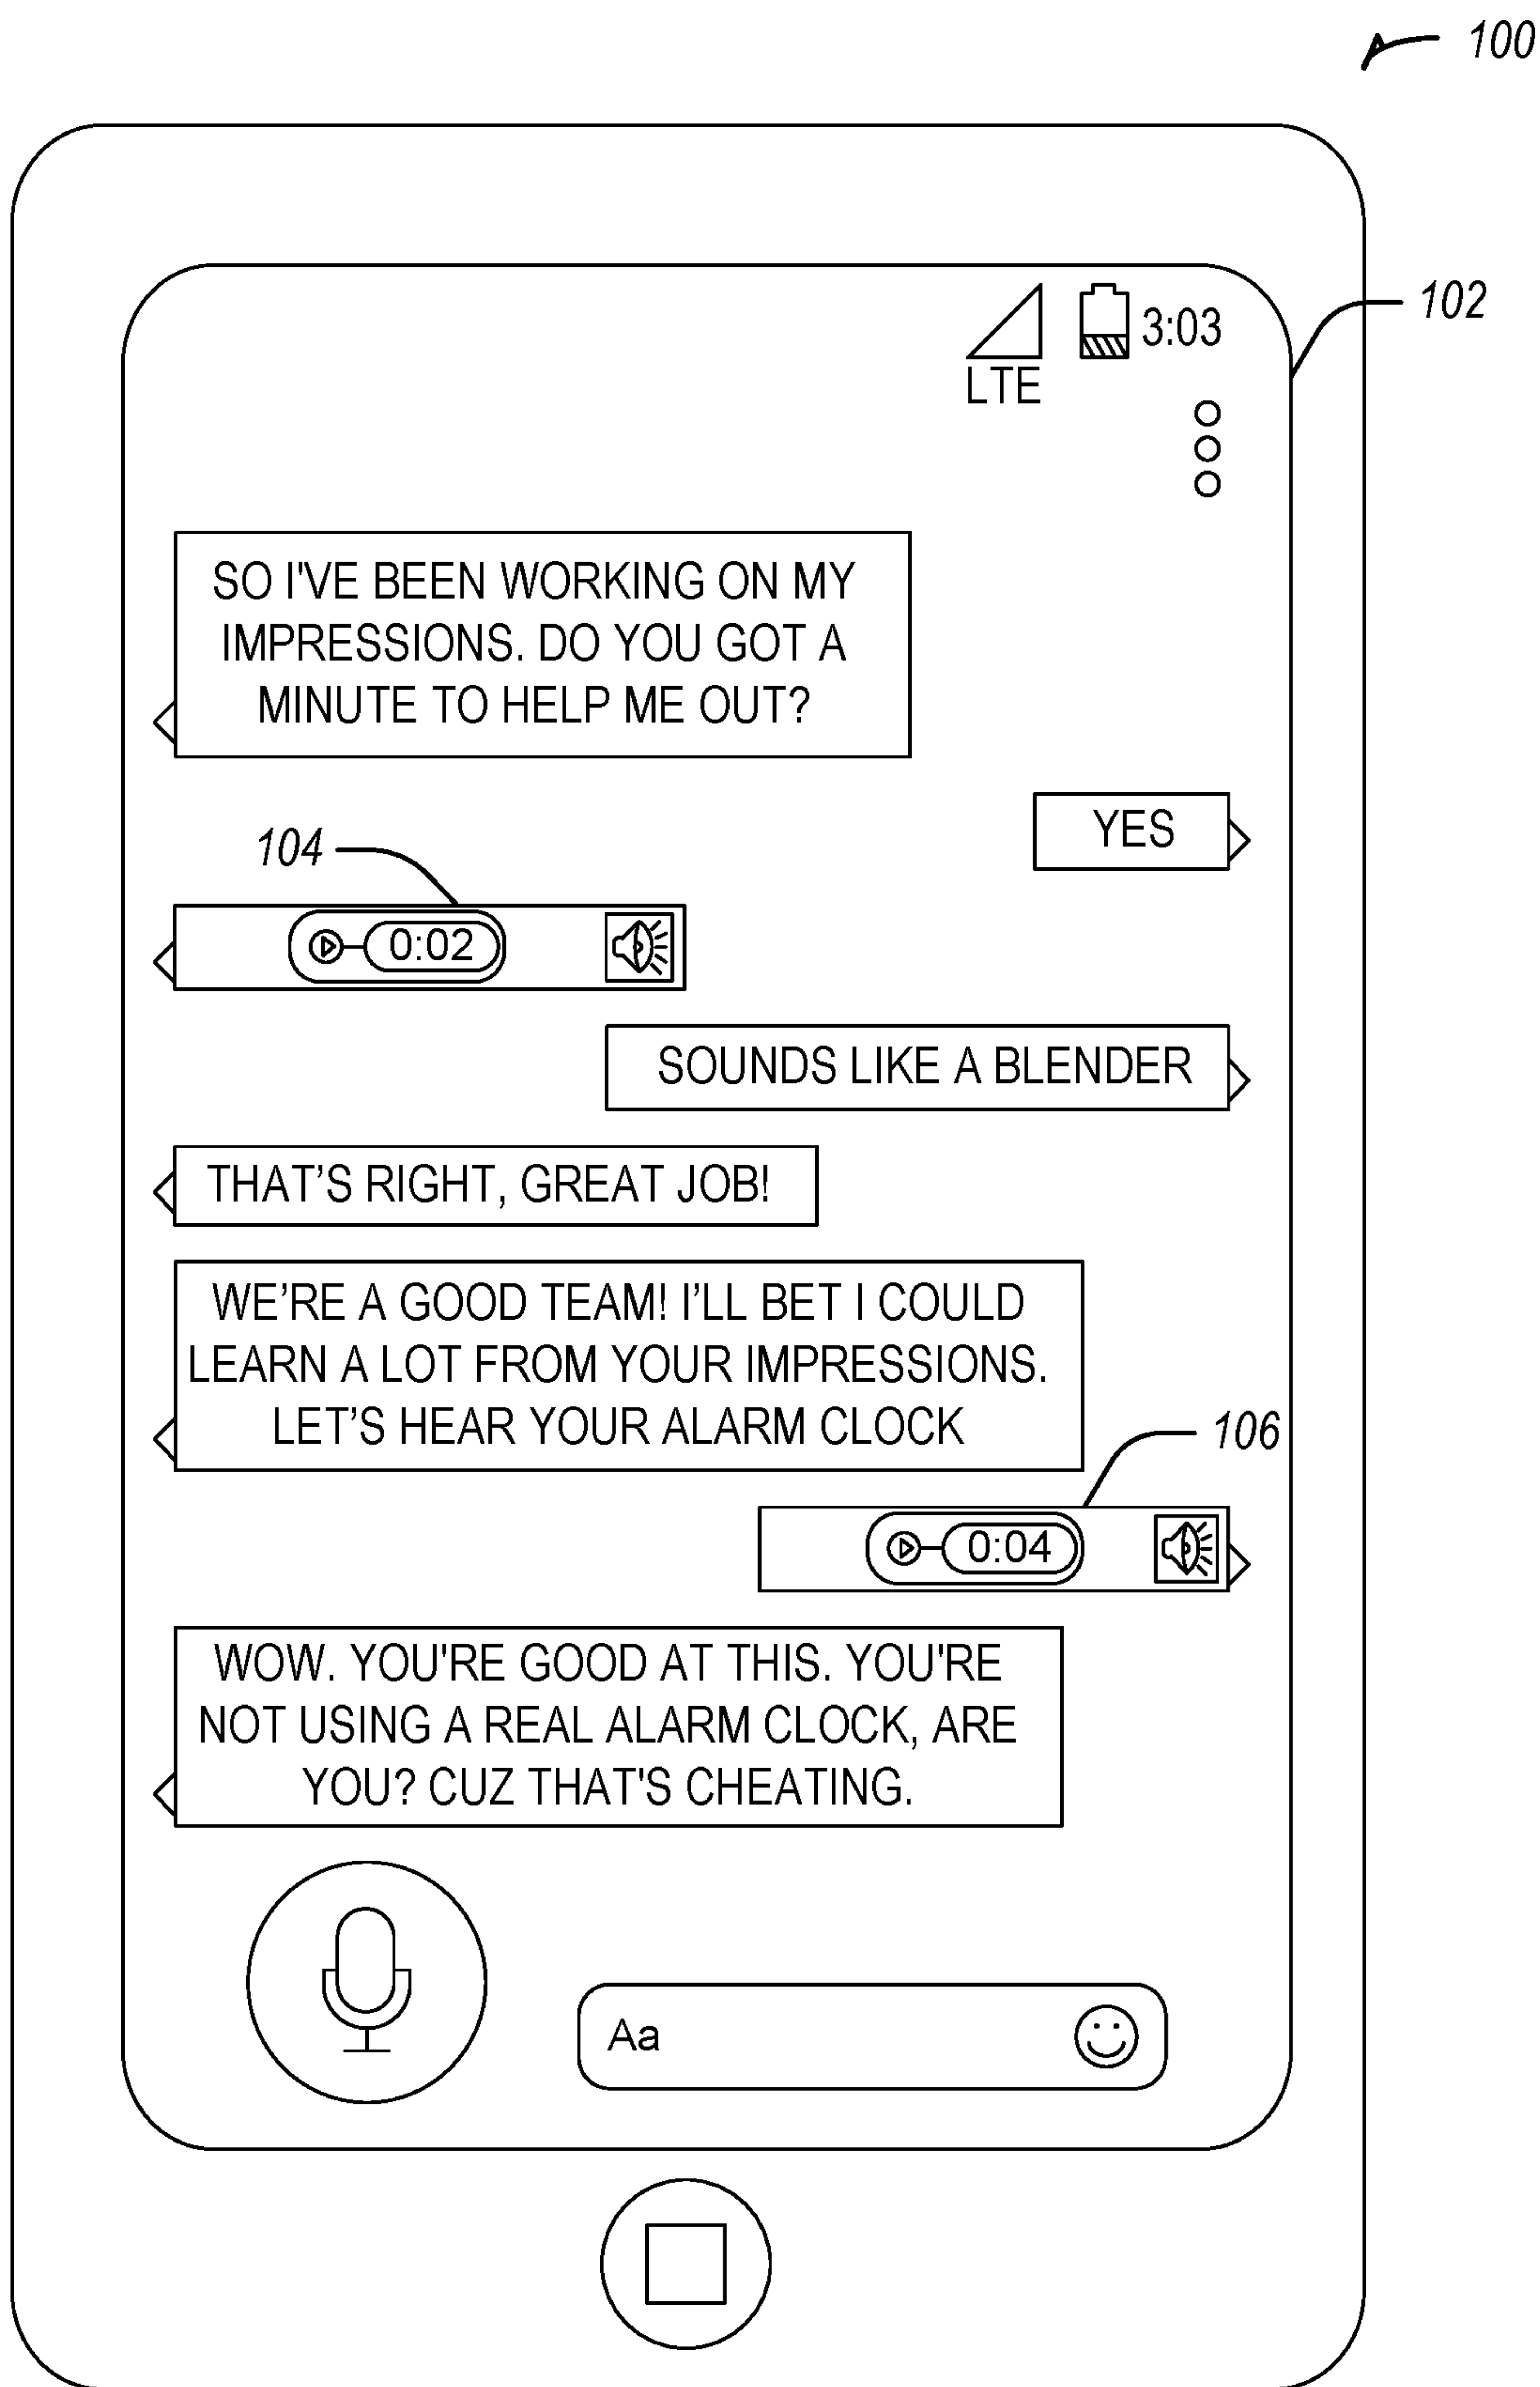 100
102
3:03
LTE
SO I'VE BEEN WORKING ON MY
IMPRESSIONS. DO YOU GOT A
MINUTE TO HELP ME OUT?
YES
104
0:02
SOUNDS LIKE A BLENDER
THAT’S RIGHT, GREAT JOB!
WE’RE A GOOD TEAM! I’LL BET I COULD
LEARN A LOT FROM YOUR IMPRESSIONS.
LET’S HEAR YOUR ALARM CLOCK
106
0:04
WOW. YOU'RE GOOD AT THIS. YOU'RE
NOT USING A REAL ALARM CLOCK, ARE
YOU? CUZ THAT'S CHEATING.
Aa